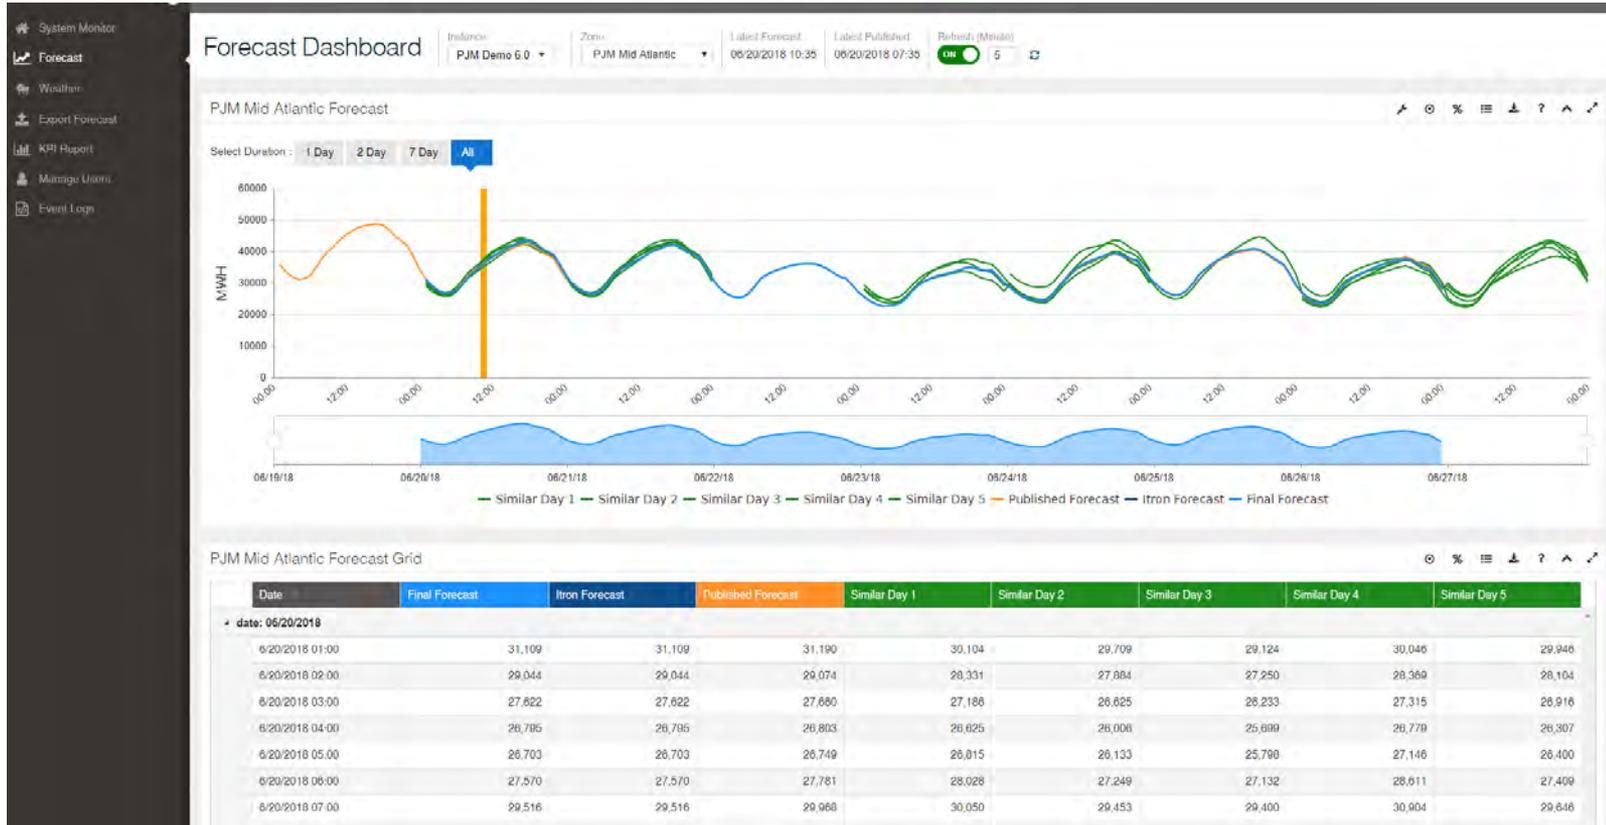 System Monitor
Forecast
Weather
Export Forecast
KPI Report
Manage Users
Event Logs
Forecast Dashboard
Instance
PJM Demo 6.0
Zone
PJM Mid Atlantic
Latest Forecast
06/20/2018 10:35
Latest Published
06/20/2018 07:35
Refresh (Minute)
ON
5
PJM Mid Atlantic Forecast
%
?
Select Duration :
1 Day
2 Day
7 Day
All
MWH
60000
50000
40000
30000
20000
10000
0
00:00 12:00 00:00 12:00 00:00 12:00 00:00 12:00 00:00 12:00 00:00 12:00 00:00 12:00 00:00 12:00 00:00 12:00 00:00
06/19/18 06/20/18 06/21/18 06/22/18 06/23/18 06/24/18 06/25/18 06/26/18 06/27/18
Similar Day 1 Similar Day 2 Similar Day 3 Similar Day 4 Similar Day 5 Published Forecast Itron Forecast Final Forecast
PJM Mid Atlantic Forecast Grid
%
?
Date Final Forecast Itron Forecast Published Forecast Similar Day 1 Similar Day 2 Similar Day 3 Similar Day 4 Similar Day 5
date: 06/20/2018
6/20/2018 01:00 31,109 31,109 31,190 30,104 29,709 29,124 30,046 29,946
6/20/2018 02:00 29,044 29,044 29,074 28,331 27,884 27,250 28,369 28,104
6/20/2018 03:00 27,622 27,622 27,660 27,186 26,625 26,233 27,315 26,916
6/20/2018 04:00 26,795 26,795 26,803 26,625 26,006 25,699 26,779 26,307
6/20/2018 05:00 26,703 26,703 26,749 26,815 26,133 25,798 27,146 26,400
6/20/2018 06:00 27,570 27,570 27,781 28,028 27,249 27,132 28,611 27,409
6/20/2018 07:00 29,516 29,516 29,968 30,050 29,453 29,400 30,904 29,646